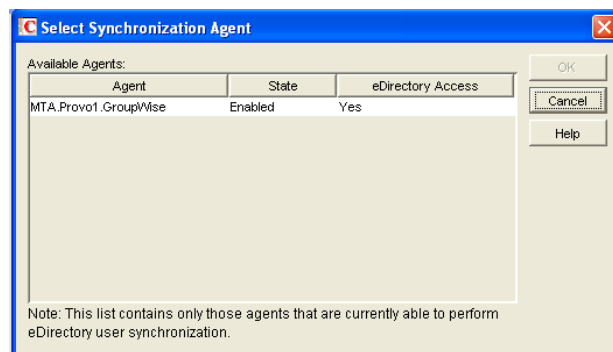 Select Synchronization Agent
Available Agents:
Agent State eDirectory Access
MTA.Provo1.GroupWise Enabled Yes
OK
Cancel
Help
Note: This list contains only those agents that are currently able to perform
eDirectory user synchronization.